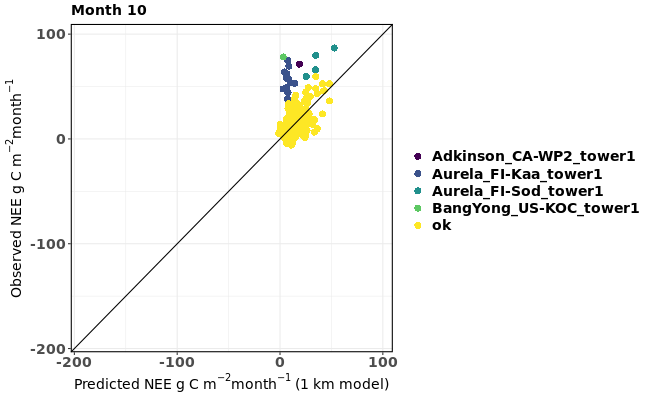 Month 10
Observed NEE g C m−2month−1
100
0
-100
-200
-200 -100 0 100
Predicted NEE g C m−2month−1 (1 km model)
Adkinson_CA-WP2_tower1
Aurela_FI-Kaa_tower1
Aurela_FI-Sod_tower1
BangYong_US-KOC_tower1
ok